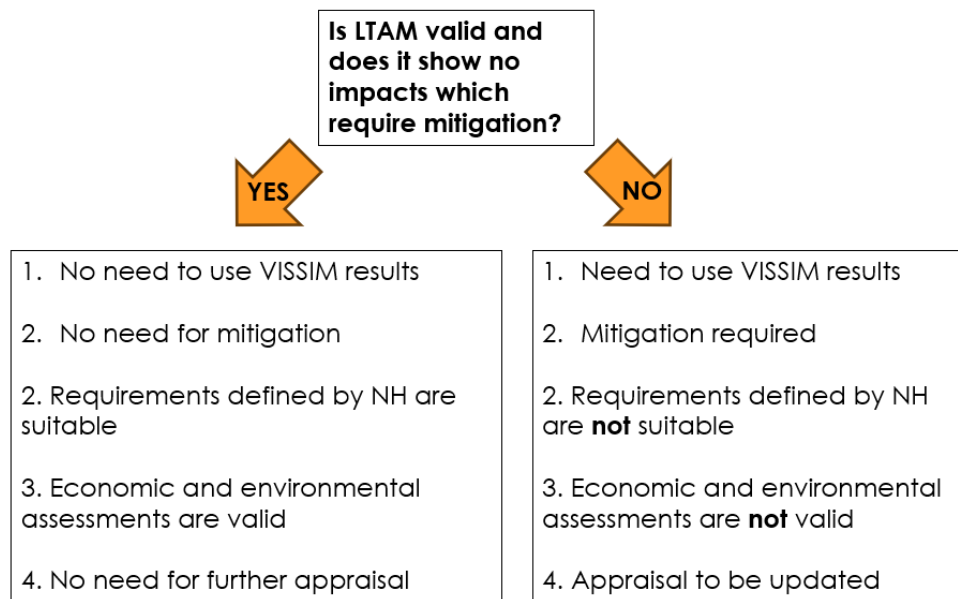 Is LTAM valid and
does it show no
impacts which
require mitigation?
YES
NO
1. No need to use VISSIM results
2. No need for mitigation
2. Requirements defined by NH are
suitable
3. Economic and environmental
assessments are valid
4. No need for further appraisal
1. Need to use VISSIM results
2. Mitigation required
2. Requirements defined by NH
are not suitable
3. Economic and environmental
assessments are not valid
4. Appraisal to be updated